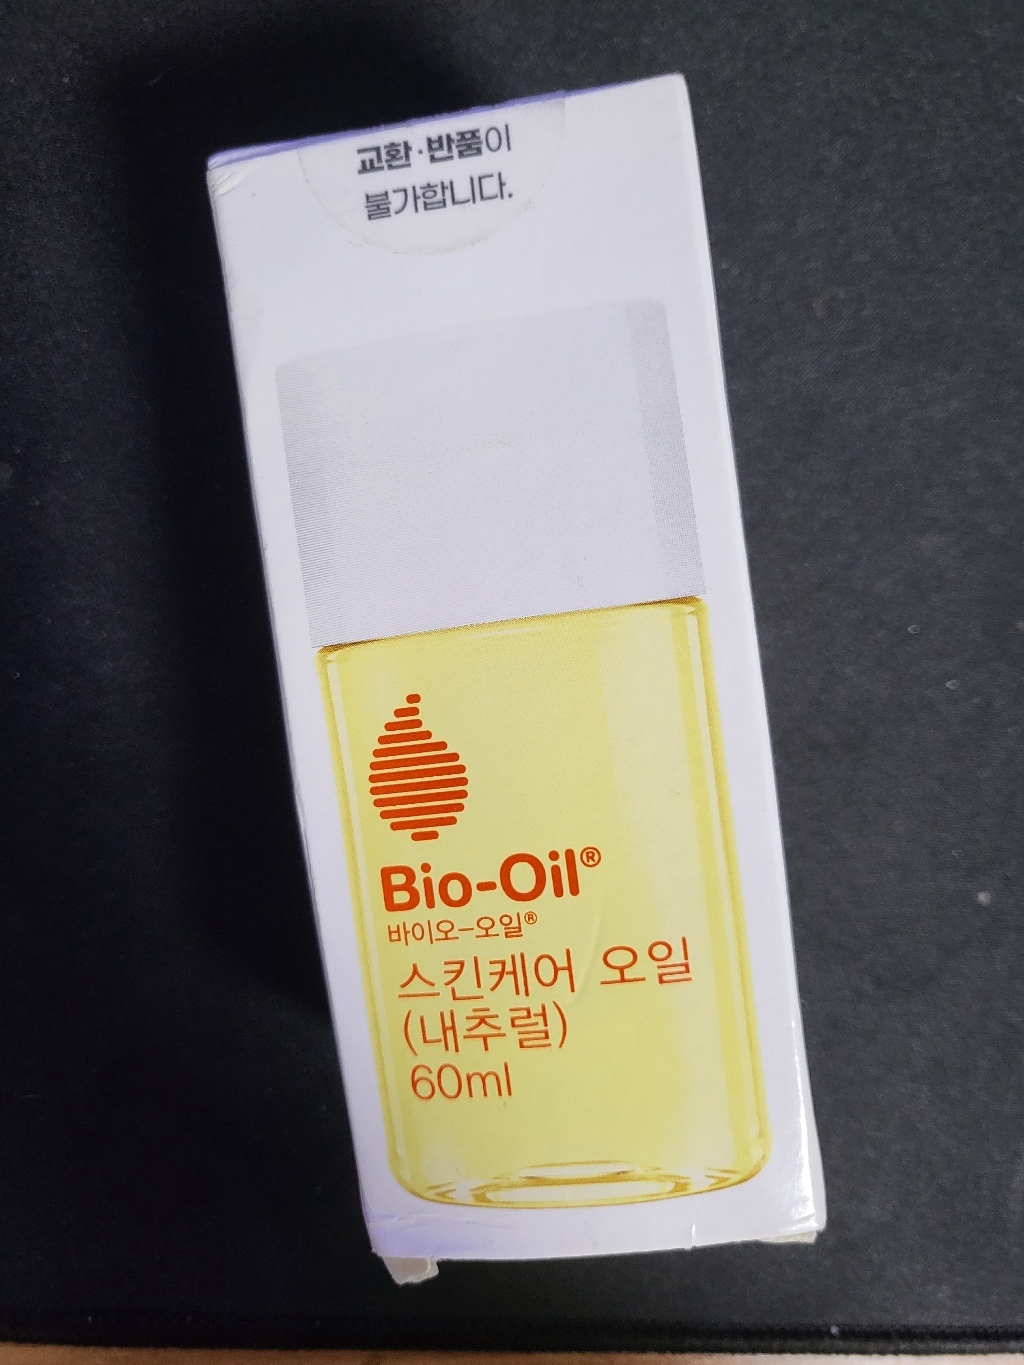 교환·반품이
불가합니다.
Bio-Oil®
바이오-오일®
스킨케어 오일
(내추럴)
60ml